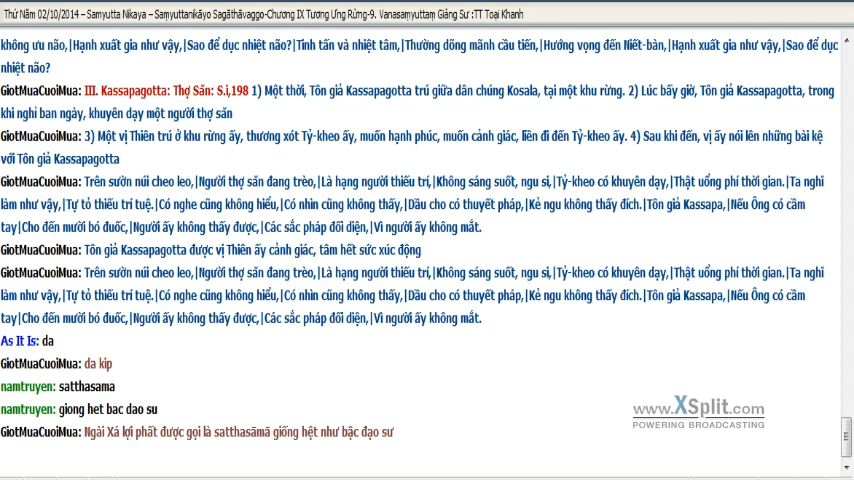 Thứ Năm 02/10/2014 – Samyutta Nikaya – Saṃyuttanikāyo Sagāthāvaggo-Chương IX Tương Ưng Rừng-9. Vanasaṃyuttaṃ Giảng Sư :TT Toại Khanh
không ưu não,|Hạnh xuất gia như vậy,|Sao để dục nhiệt não?|Tinh tấn và nhiệt tâm,|Thường dõng mãnh cầu tiến,|Hướng vọng đến Niết-bàn,|Hạnh xuất gia như vậy,|Sao để dục
nhiệt não?
GiotMuaCuoiMua: III. Kassapagotta: Thợ Săn: S.i,198 1) Một thời, Tôn giả Kassapagotta trú giữa dân chúng Kosala, tại một khu rừng. 2) Lúc bấy giờ, Tôn giả Kassapagotta, trong
khi nghỉ ban ngày, khuyên dạy một người thợ săn
GiotMuaCuoiMua: 3) Một vị Thiên trú ở khu rừng ấy, thương xót Tỷ-kheo ấy, muốn hạnh phúc, muốn cảnh giác, liền đi đến Tỷ-kheo ấy. 4) Sau khi đến, vị ấy nói lên những bài kệ
với Tôn giả Kassapagotta
GiotMuaCuoiMua: Trên sườn núi cheo leo,|Người thợ săn đang trèo,|Là hạng người thiếu trí,|Không sáng suốt, ngu si,|Tỷ-kheo có khuyên dạy,|Thật uổng phí thời gian.|Ta nghĩ
làm như vậy,|Tự tỏ thiếu trí tuệ.|Có nghe cũng không hiểu,|Có nhìn cũng không thấy,|Dầu cho có thuyết pháp,|Kẻ ngu không thấy đích.|Tôn giả Kassapa,|Nếu Ông có cầm
tay|Cho đến mười bó đuốc,|Người ấy không thấy được,|Các sắc pháp đối diện,|Vì người ấy không mắt.
GiotMuaCuoiMua: Tôn giả Kassapagotta được vị Thiên ấy cảnh giác, tâm hết sức xúc động
GiotMuaCuoiMua: Trên sườn núi cheo leo,|Người thợ săn đang trèo,|Là hạng người thiếu trí,|Không sáng suốt, ngu si,|Tỷ-kheo có khuyên dạy,|Thật uổng phí thời gian.|Ta nghĩ
làm như vậy,|Tự tỏ thiếu trí tuệ.|Có nghe cũng không hiểu,|Có nhìn cũng không thấy,|Dầu cho có thuyết pháp,|Kẻ ngu không thấy đích.|Tôn giả Kassapa,|Nếu Ông có cầm
tay|Cho đến mười bó đuốc,|Người ấy không thấy được,|Các sắc pháp đối diện,|Vì người ấy không mắt.
As It Is: da
GiotMuaCuoiMua: da kip
namtruyen: satthasama
namtruyen: giong het bac dao su
www.XSplit.com
POWERING BROADCASTING
GiotMuaCuoiMua: Ngài Xá lợi phất được gọi là satthasāmā giống hệt như bậc đạo sư